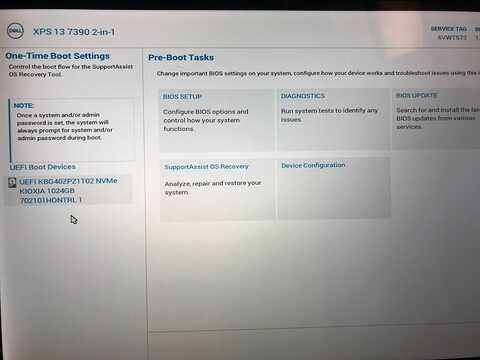 DELL
XPS 13 7390 2-in-1
SERVICE TAG
6VWTS73
One-Time Boot Settings
Control the boot flow for the SupportAssist
OS Recovery Tool.
NOTE:
Once a system and/or admin
password is set, the system will
always prompt for system and/or
admin password during boot.
UEFI Boot Devices
UEFI KBG40ZPZ1T02 NVMe
KIOXIA 1024GB
702101HONTRL 1
Pre-Boot Tasks
Change important BIOS settings on your system, configure how your device works and troubleshoot issues using this
BIOS SETUP
Configure BIOS options and
control how your system
functions.
DIAGNOSTICS
Run system tests to identify any
issues.
BIOS UPDATE
Search for and install the
BIOS updates from various
services.
SupportAssist OS Recovery
Analyze, repair and restore your
system.
Device Configuration